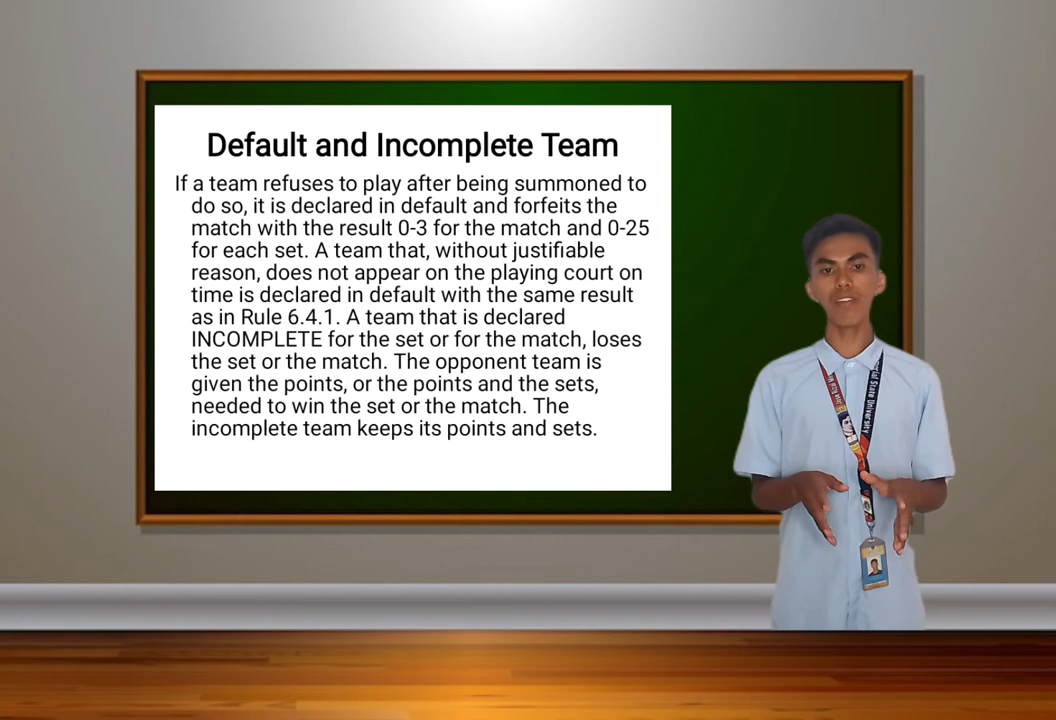 Default and Incomplete Team
If a team refuses to play after being summoned to
do so, it is declared in default and forfeits the
match with the result 0-3 for the match and 0-25
for each set. A team that, without justifiable
reason, does not appear on the playing court on
time is declared in default with the same result
as in Rule 6.4.1. A team that is declared
INCOMPLETE for the set or for the match, loses
the set or the match. The opponent team is
given the points, or the points and the sets,
needed to win the set or the match. The
incomplete team keeps its points and sets.
State University